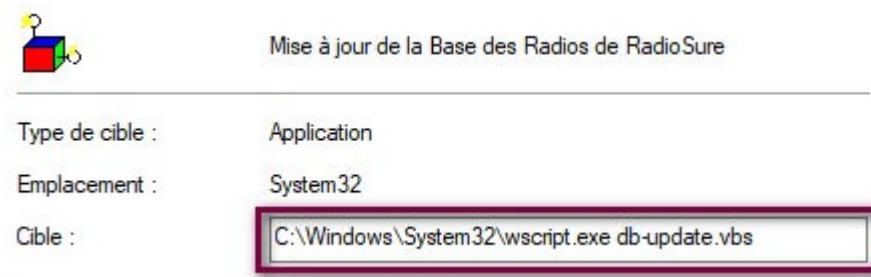 Mise à jour de la Base des Radios de RadioSure
Type de cible : Application
Emplacement : System32
Cible : C:\Windows\System32\wscript.exe db-update.vbs